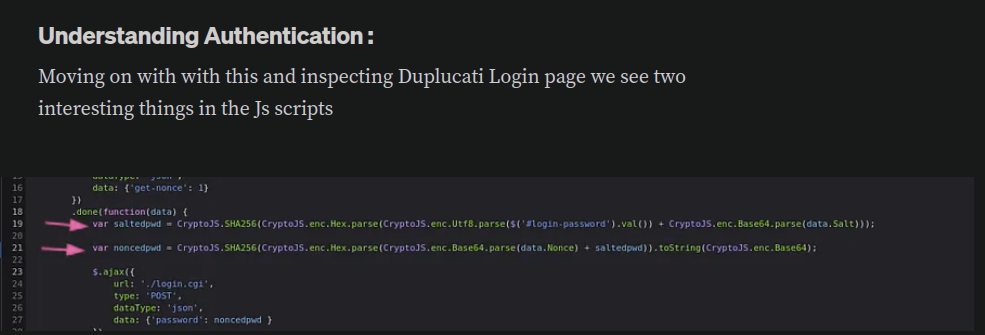 Understanding Authentication :
Moving on with with this and inspecting Duplucati Login page we see two
interesting things in the Js scripts
16 data: {'get-nonce': 1}
17 })
18 .done(function(data) {
19 var saltedpwd = CryptoJS.SHA256(CryptoJS.enc.Hex.parse(CryptoJS.enc.Utf8.parse($('#login-password').val()) + CryptoJS.enc.Base64.parse(data.Salt)));
20
21 var noncedpwd = CryptoJS.SHA256(CryptoJS.enc.Hex.parse(CryptoJS.enc.Base64.parse(data.Nonce) + saltedpwd)).toString(CryptoJS.enc.Base64);
22
23 $.ajax({
24 url: './login.cgi',
25 type: 'POST',
26 dataType: 'json',
27 data: {'password': noncedpwd }